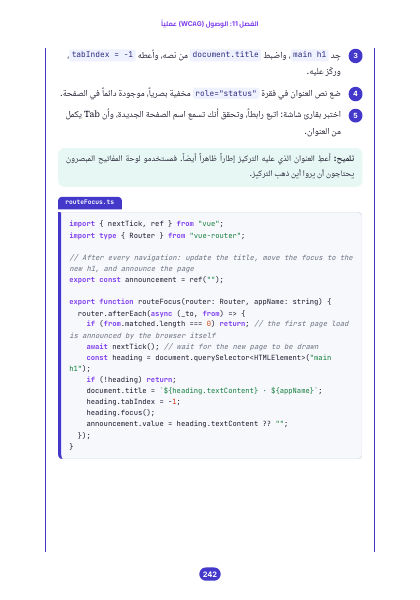 الفصل 11: الوصول (WCAG) عملياً
3 جِد main h1، واضبط document.title من نصه، وأعطه tabIndex = -1،
وركّز عليه.
4 ضع نص العنوان في فقرة role="status" مخفية بصرياً، موجودة دائماً في الصفحة.
5 اختبر بقارئ شاشة: اتبع رابطاً، وتحقق أنك تسمع اسم الصفحة الجديدة، وأن Tab يكمل
من العنوان.
تلميح: أعطِ العنوان الذي عليه التركيز إطاراً ظاهراً أيضاً. فمستخدمو لوحة المفاتيح المبصرون
يحتاجون أن يروا أين ذهب التركيز.
routeFocus.ts
import { nextTick, ref } from "vue";
import type { Router } from "vue-router";
// After every navigation: update the title, move the focus to the
new h1, and announce the page
export const announcement = ref("");
export function routeFocus(router: Router, appName: string) {
router.afterEach(async (_to, from) => {
if (from.matched.length === 0) return; // the first page load
is announced by the browser itself
await nextTick(); // wait for the new page to be drawn
const heading = document.querySelector<HTMLElement>("main
h1");
if (!heading) return;
document.title = `${heading.textContent} - ${appName}`;
heading.tabIndex = -1;
heading.focus();
announcement.value = heading.textContent ?? "";
});
}
242